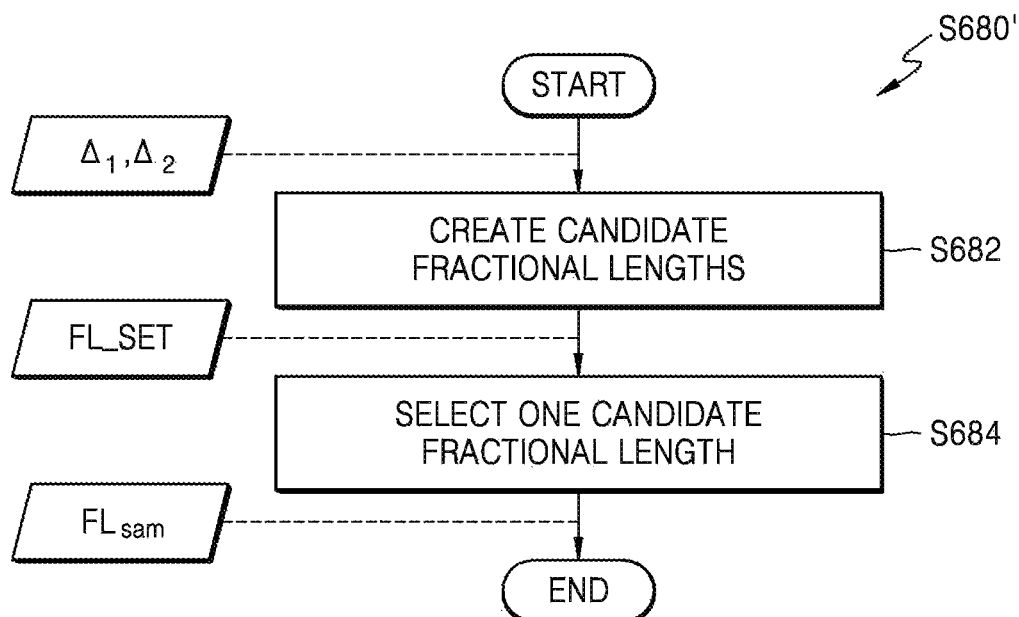 S680'
START
Δ1, Δ2
CREATE CANDIDATE
FRACTIONAL LENGTHS
S682
FL_SET
SELECT ONE CANDIDATE
FRACTIONAL LENGTH
S684
FLsam
END